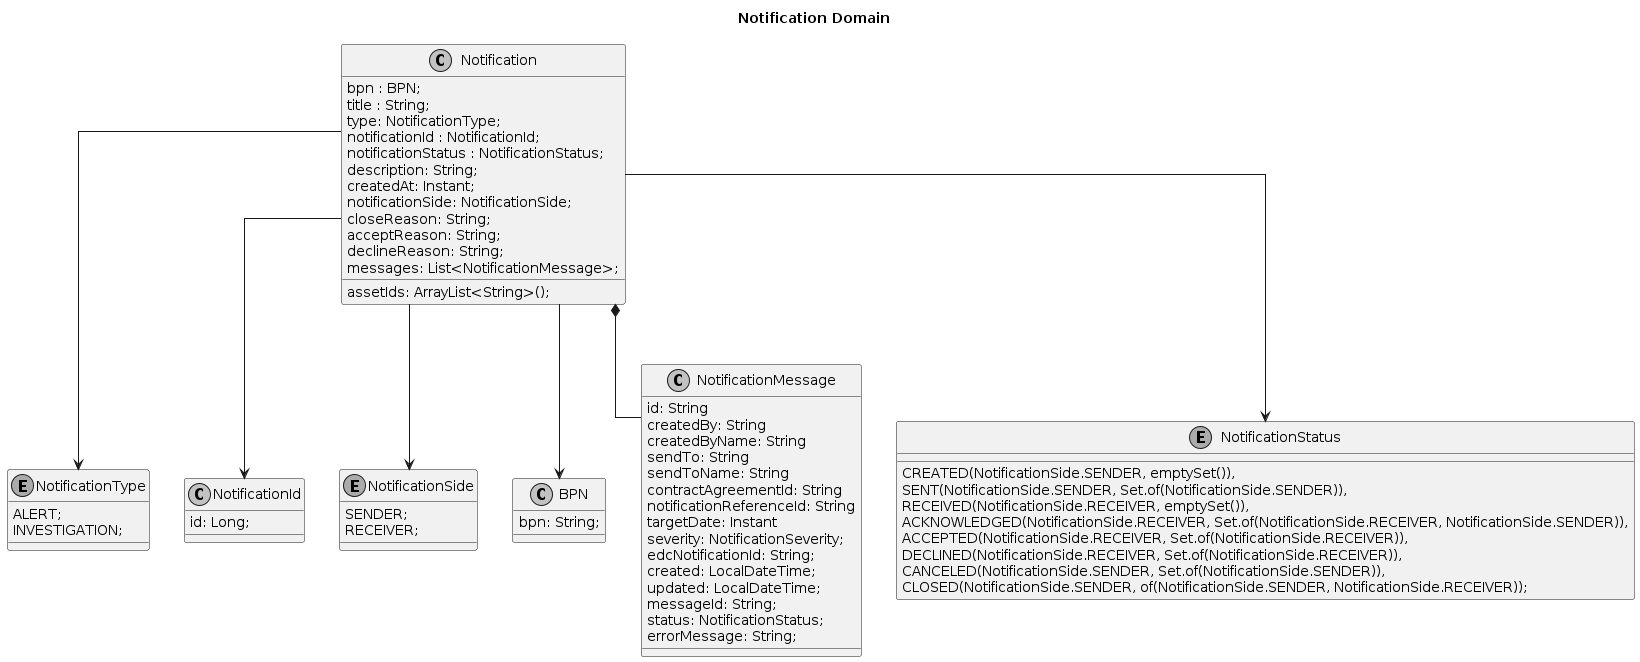 Notification Domain
C Notification
bpn : BPN;
title : String;
type: NotificationType;
notificationId : NotificationId;
notificationStatus : NotificationStatus;
description: String;
createdAt: Instant;
notificationSide: NotificationSide;
closeReason: String;
acceptReason: String;
declineReason: String;
messages: List<NotificationMessage>;
assetIds: ArrayList<String>();
E NotificationType
ALERT;
INVESTIGATION;
C NotificationId
id: Long;
E NotificationSide
SENDER;
RECEIVER;
C BPN
bpn: String;
C NotificationMessage
id: String
createdBy: String
createdByName: String
sendTo: String
sendToName: String
contractAgreementId: String
notificationReferenceId: String
targetDate: Instant
severity: NotificationSeverity;
edcNotificationId: String;
created: LocalDateTime;
updated: LocalDateTime;
messageId: String;
status: NotificationStatus;
errorMessage: String;
E NotificationStatus
CREATED(NotificationSide.SENDER, emptySet()),
SENT(NotificationSide.SENDER, Set.of(NotificationSide.SENDER)),
RECEIVED(NotificationSide.RECEIVER, emptySet()),
ACKNOWLEDGED(NotificationSide.RECEIVER, Set.of(NotificationSide.RECEIVER, NotificationSide.SENDER)),
ACCEPTED(NotificationSide.RECEIVER, Set.of(NotificationSide.RECEIVER)),
DECLINED(NotificationSide.RECEIVER, Set.of(NotificationSide.RECEIVER)),
CANCELED(NotificationSide.SENDER, Set.of(NotificationSide.SENDER)),
CLOSED(NotificationSide.SENDER, of(NotificationSide.SENDER, NotificationSide.RECEIVER));